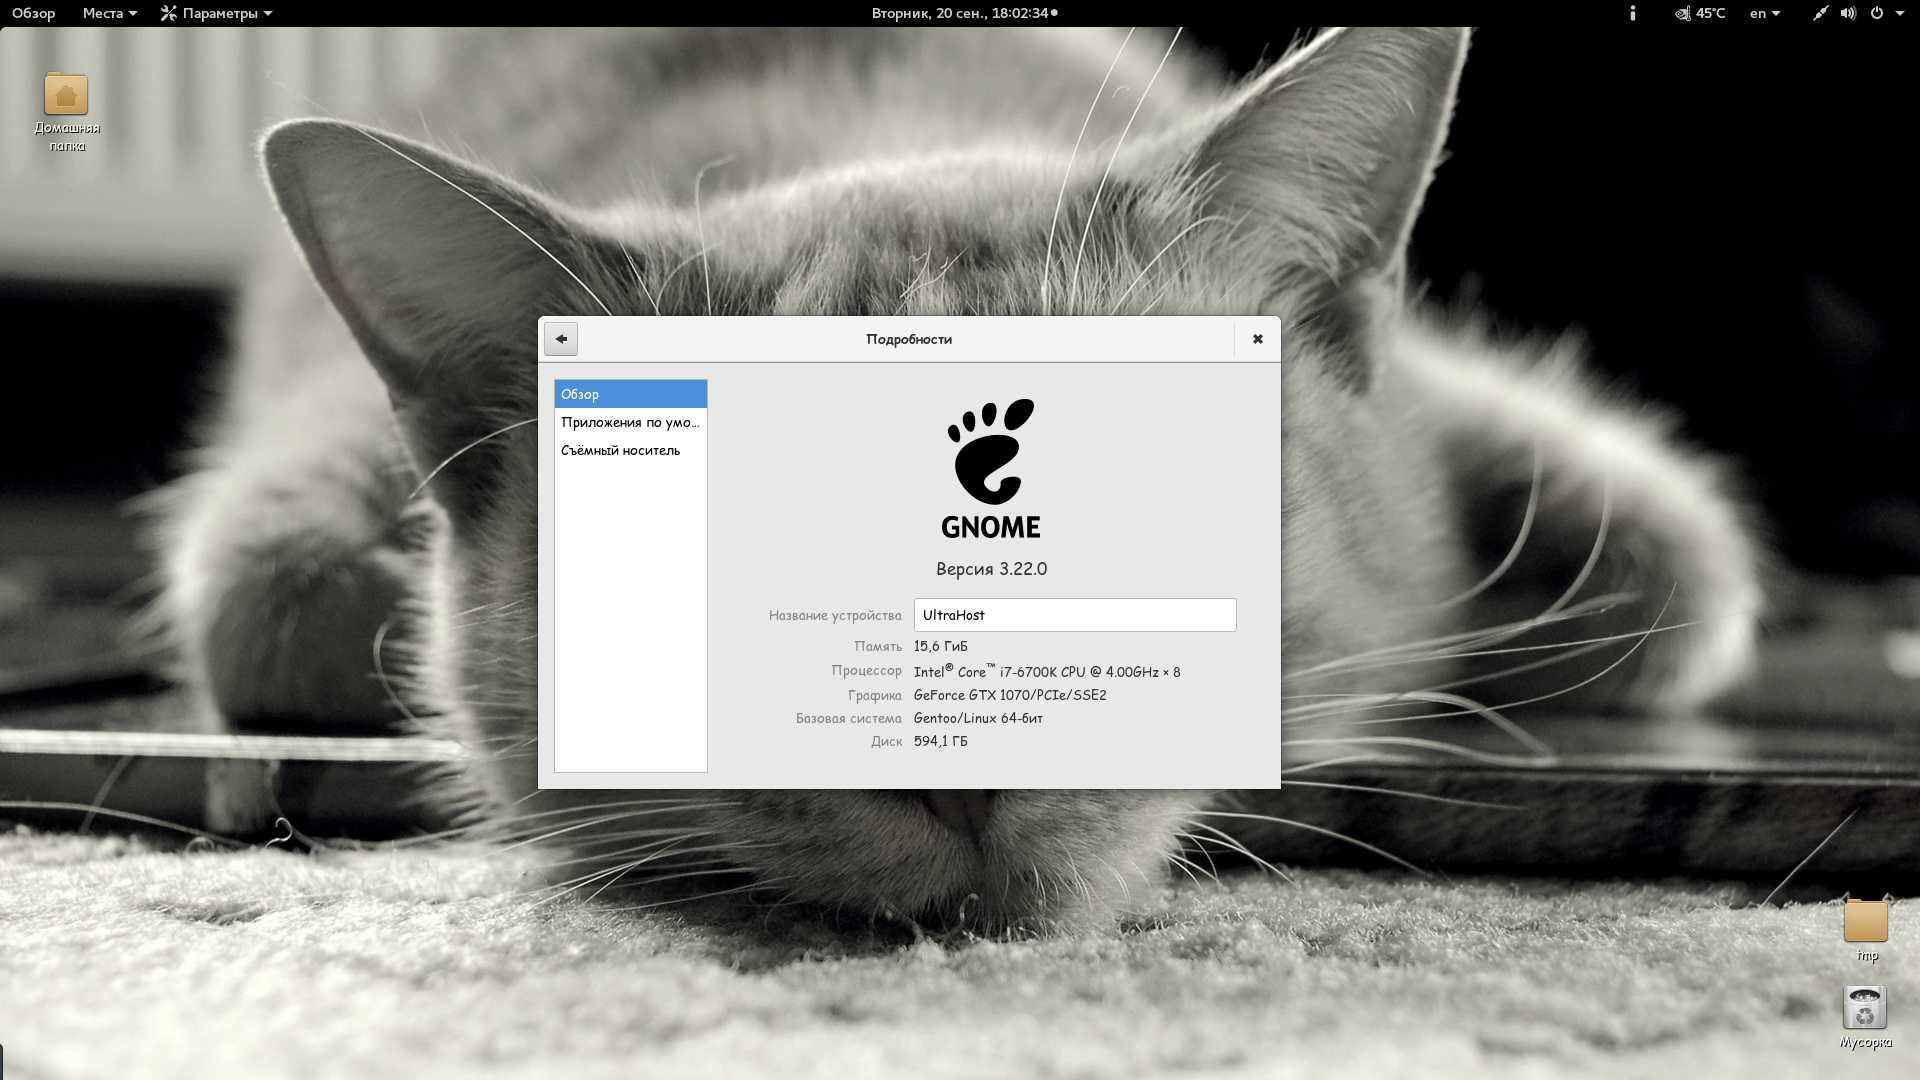 Обзор Места Параметры Вторник, 20 сен., 18:02:34 45°C en
Домашняя
папка
Подробности
Обзор
Приложения по умо...
Съёмный носитель
GNOME
Версия 3.22.0
Название устройства UltraHost
Память 15,6 ГиБ
Процессор Intel® Core™ i7-6700K CPU @ 4.00GHz × 8
Графика GeForce GTX 1070/PCIe/SSE2
Базовая система Gentoo/Linux 64-бит
Диск 594,1 ГБ
tmp
Мусорка